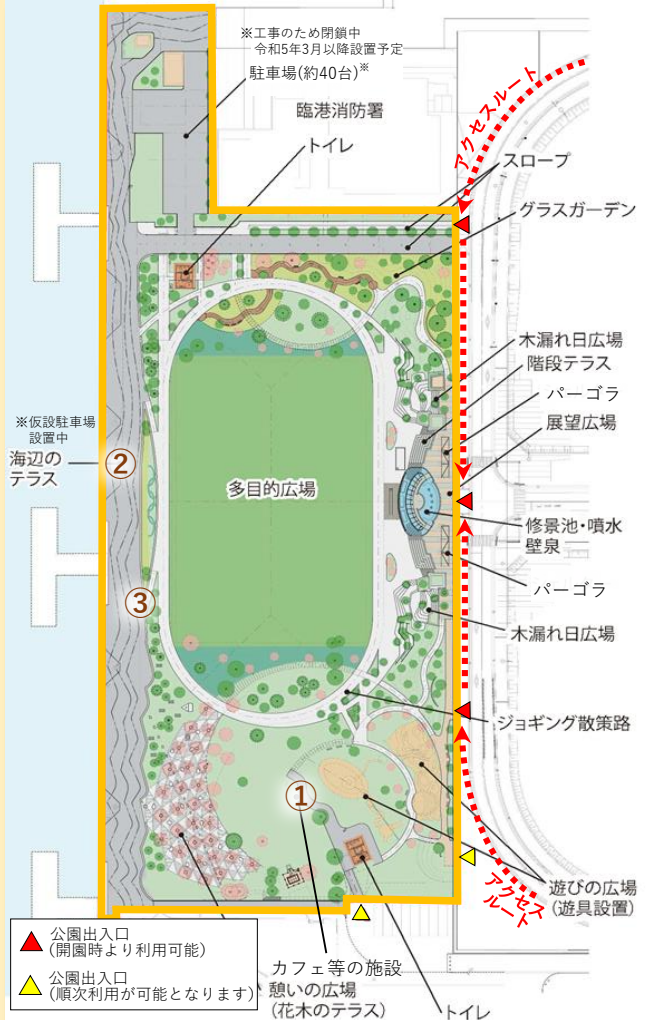 ※工事のため閉鎖中
令和5年3月以降設置予定
駐車場(約40台)※
臨港消防署
トイレ
アクセスルート
スロープ
グラスガーデン
木漏れ日広場
階段テラス
パーゴラ
展望広場
※仮設駐車場
設置中
海辺の
テラス
②
多目的広場
修景池・噴水
壁泉
③
パーゴラ
木漏れ日広場
ジョギング散策路
①
遊びの広場
(遊具設置)
アクセス
ルート
公園出入口
(開園時より利用可能)
公園出入口
(順次利用が可能となります)
カフェ等の施設
憩いの広場
(花木のテラス)
トイレ